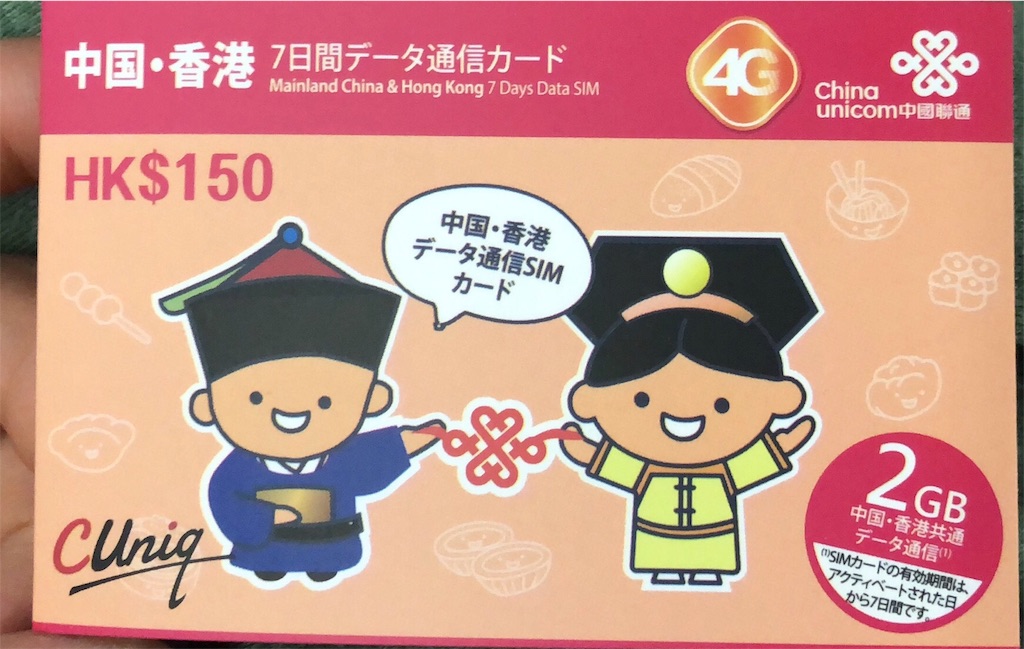 中国・香港 7日間データ通信カード
Mainland China & Hong Kong 7 Days Data SIM
4G
China
unicom中國聯通
HK$150
中国・香港
データ通信SIM
カード
CUniq
2GB
中国・香港共通
データ通信(1)
(1)SIMカードの有効期間は、
アクティベートされた日
から7日間です。